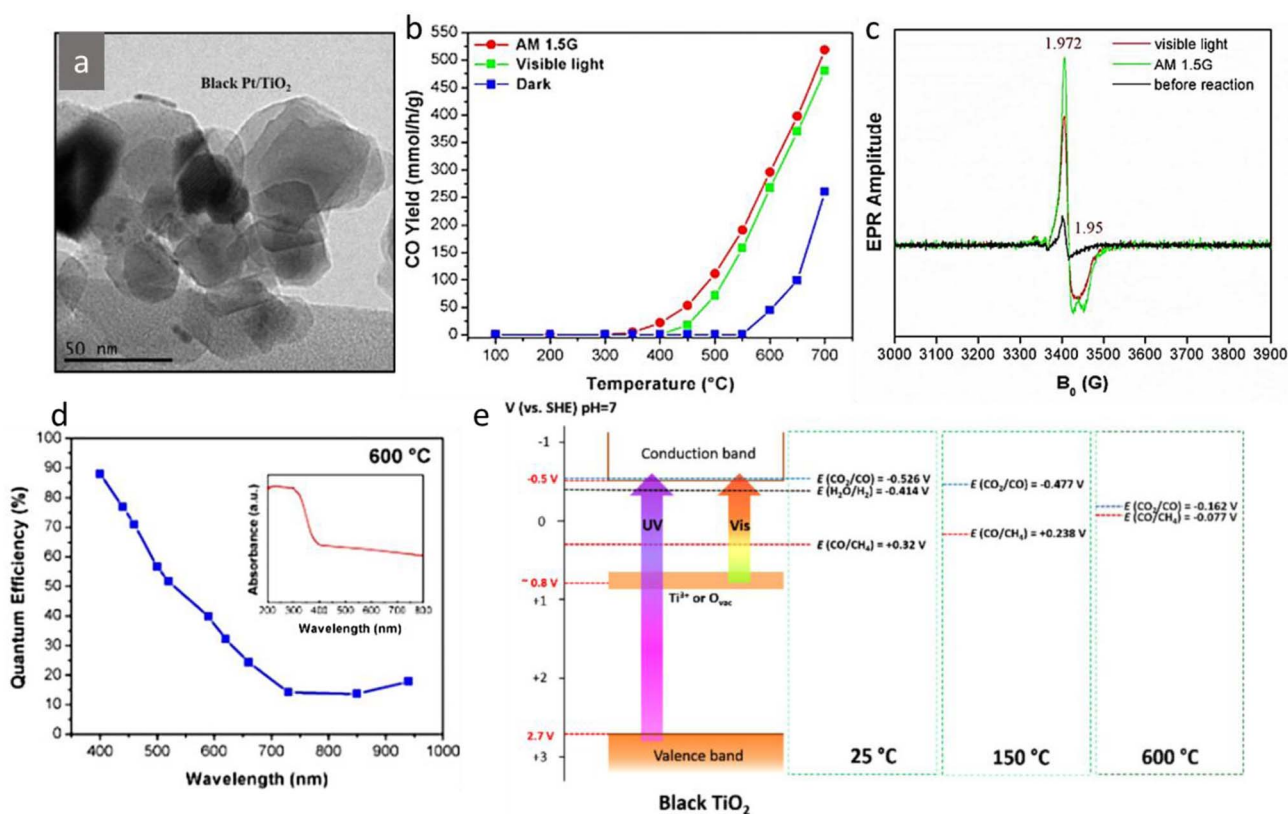 a
Black Pt/TiO₂
50 nm
b
AM 1.5G
Visible light
Dark
CO Yield (mmol/h/g)
550
500
450
400
350
300
250
200
150
100
50
0
100 200 300 400 500 600 700
Temperature (°C)
c
1.972
1.95
visible light
AM 1.5G
before reaction
EPR Amplitude
3000 3100 3200 3300 3400 3500 3600 3700 3800 3900
B₀ (G)
d
600 °C
Quantum Efficiency (%)
100
90
80
70
60
50
40
30
20
10
0
400 500 600 700 800 900 1000
Wavelength (nm)
Absorbance (a.u.)
200 300 400 500 600 700 800
Wavelength (nm)
e
V (vs. SHE) pH=7
-1
-0.5 V
0
~ 0.8 V
+1
+2
2.7 V
+3
Conduction band
UV
Vis
Ti³⁺ or Oᵥₐc
Valence band
Black TiO₂
E (CO₂/CO) = -0.526 V
E (H₂O/H₂) = -0.414 V
E (CO/CH₄) = +0.32 V
25 °C
E (CO₂/CO) = -0.477 V
E (CO/CH₄) = +0.238 V
150 °C
E (CO₂/CO) = -0.162 V
E (CO/CH₄) = -0.077 V
600 °C